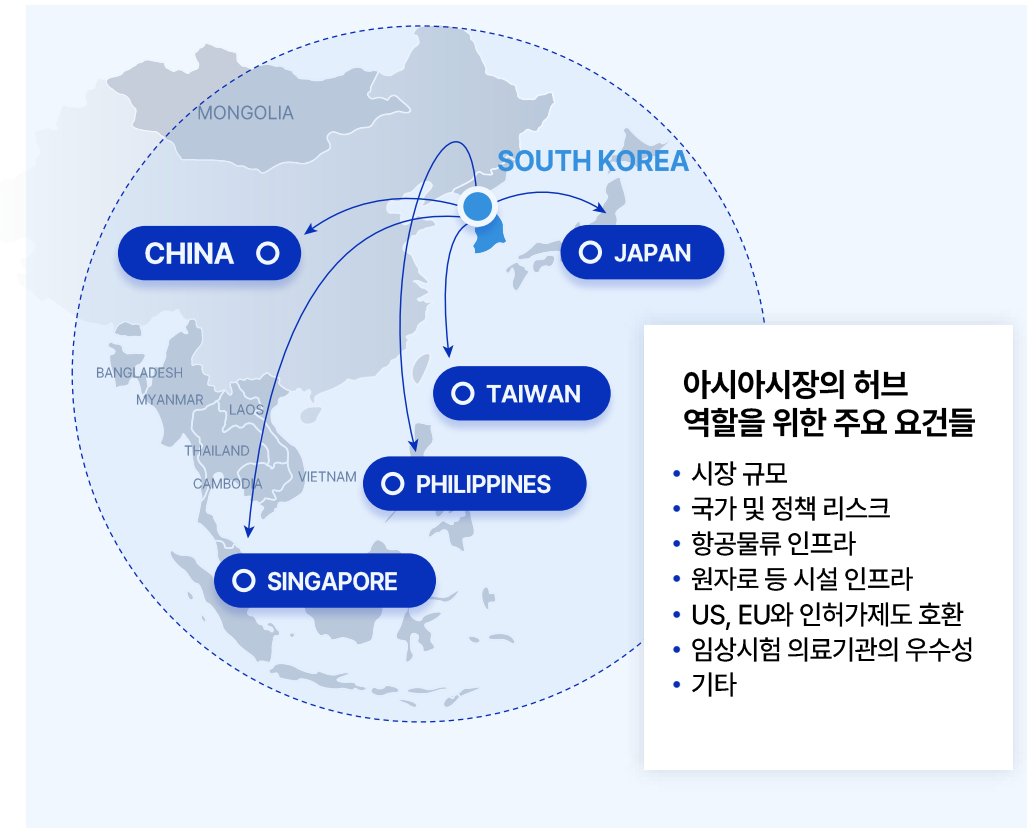 MONGOLIA
SOUTH KOREA
CHINA
JAPAN
BANGLADESH
MYANMAR
LAOS
TAIWAN
THAILAND
VIETNAM
CAMBODIA
PHILIPPINES
SINGAPORE
아시아시장의 허브
역할을 위한 주요 요건들
• 시장 규모
• 국가 및 정책 리스크
• 항공물류 인프라
• 원자로 등 시설 인프라
• US, EU와 인허가제도 호환
• 임상시험 의료기관의 우수성
• 기타